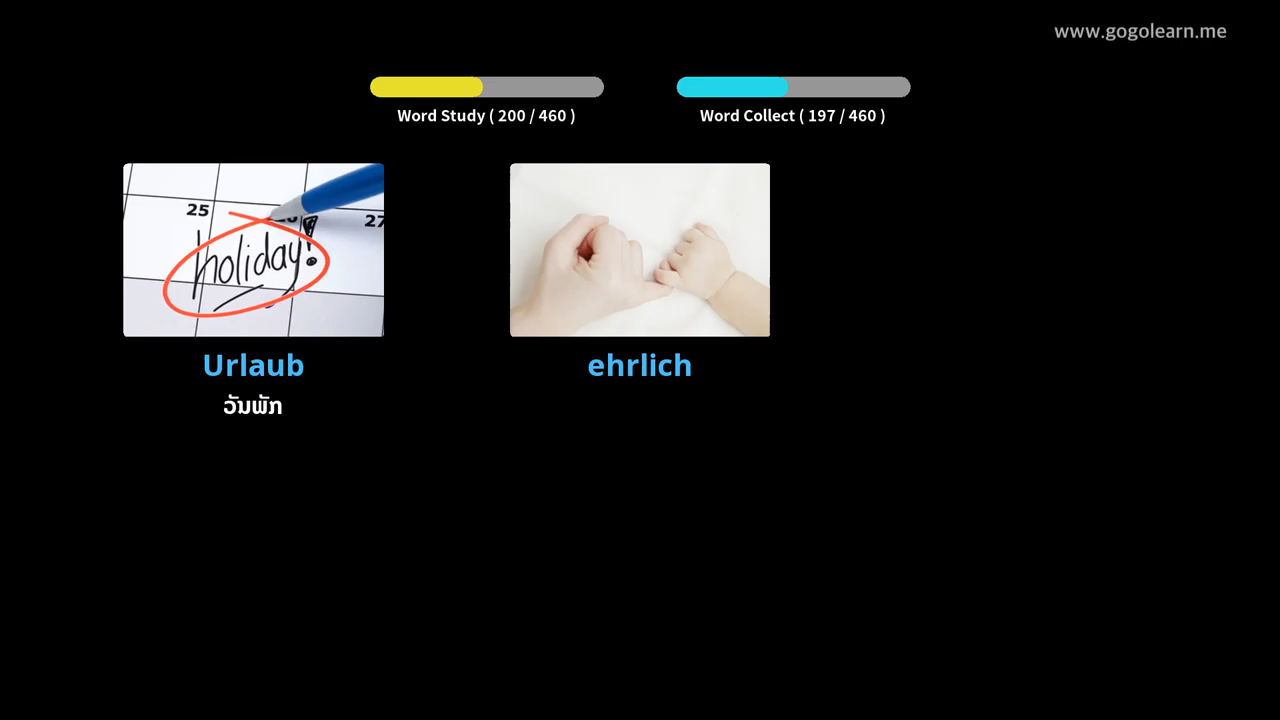 www.gogolearn.me
Word Study ( 200 / 460 )
Word Collect ( 197 / 460 )
25
27
holiday!
Urlaub
ວັນພັກ
ehrlich